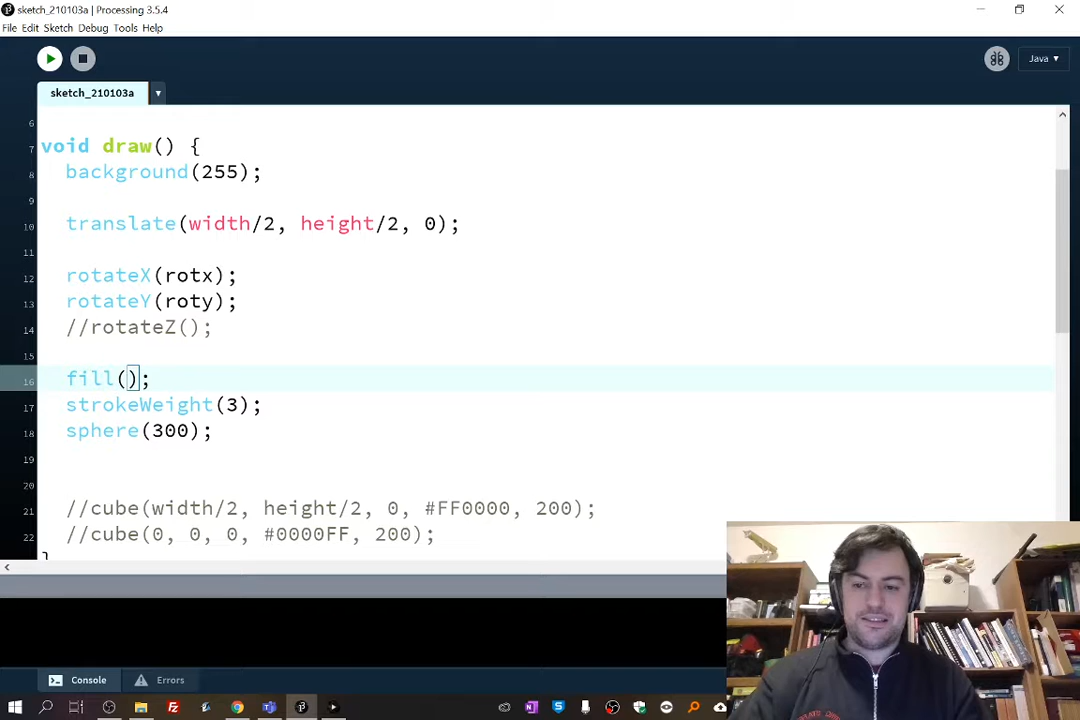 sketch_210103a | Processing 3.5.4
File Edit Sketch Debug Tools Help
Java ▾
sketch_210103a ▾
6
7 void draw() {
8 background(255);
9
10 translate(width/2, height/2, 0);
11
12 rotateX(rotx);
13 rotateY(roty);
14 //rotateZ();
15
16 fill();
17 strokeWeight(3);
18 sphere(300);
19
20
21 //cube(width/2, height/2, 0, #FF0000, 200);
22 //cube(0, 0, 0, #0000FF, 200);
}
Console Errors